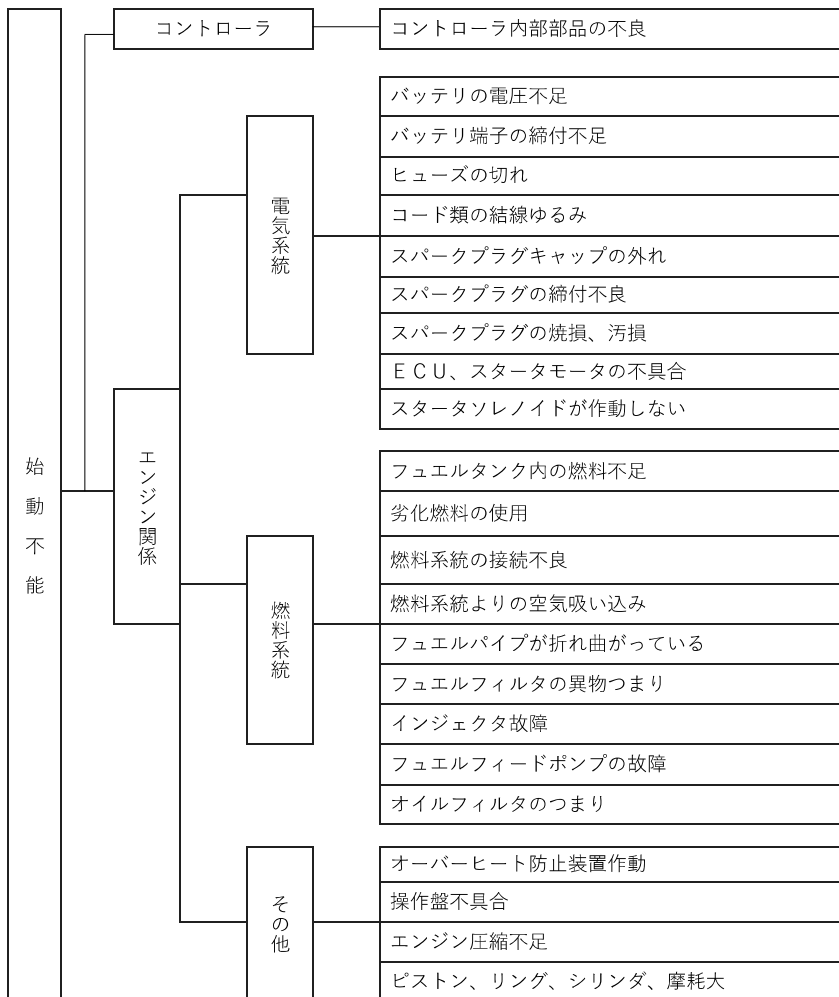 始動不能
コントローラ
コントローラ内部部品の不良
エンジン関係
電気系統
バッテリの電圧不足
バッテリ端子の締付不足
ヒューズの切れ
コード類の結線ゆるみ
スパークプラグキャップの外れ
スパークプラグの締付不良
スパークプラグの焼損、汚損
ＥＣＵ、スタータモータの不具合
スタータソレノイドが作動しない
燃料系統
フュエルタンク内の燃料不足
劣化燃料の使用
燃料系統の接続不良
燃料系統よりの空気吸い込み
フュエルパイプが折れ曲がっている
フュエルフィルタの異物つまり
インジェクタ故障
フュエルフィードポンプの故障
オイルフィルタのつまり
その他
オーバーヒート防止装置作動
操作盤不具合
エンジン圧縮不足
ピストン、リング、シリンダ、摩耗大